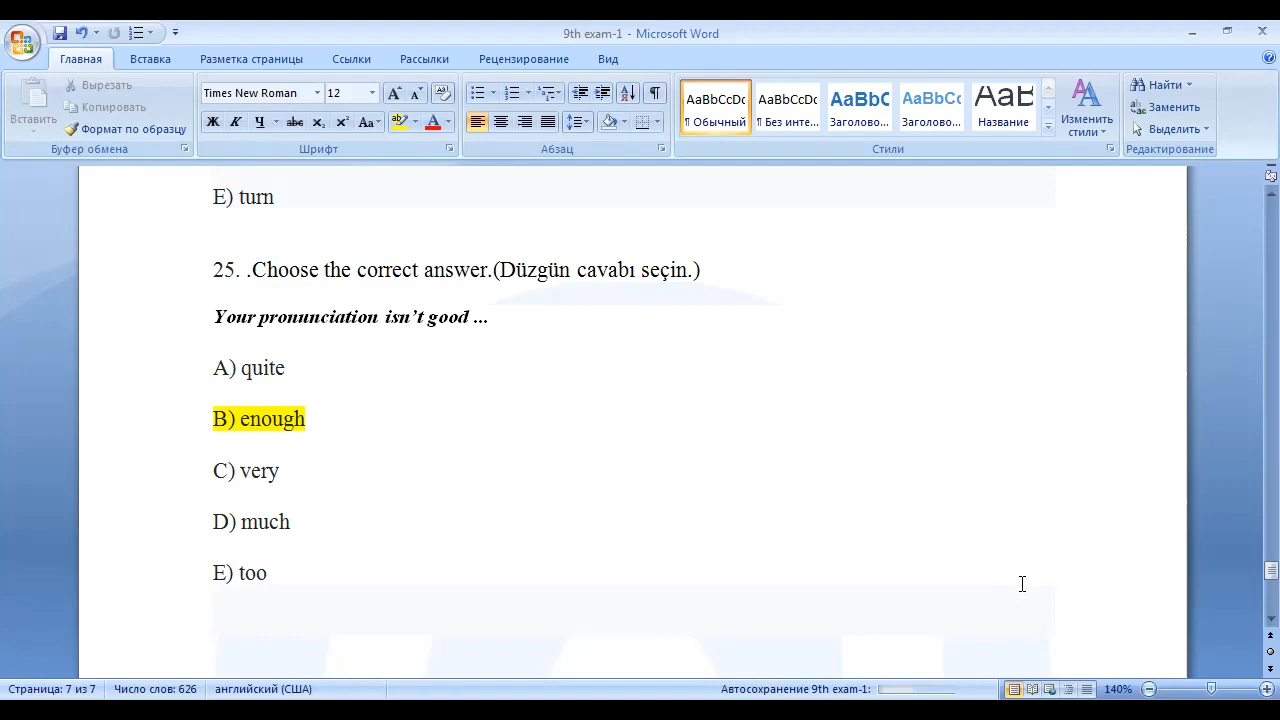 9th exam-1 - Microsoft Word
Главная Вставка Разметка страницы Ссылки Рассылки Рецензирование Вид
Вставить
Вырезать
Копировать
Формат по образцу
Буфер обмена
Times New Roman 12
Ж К Ч abc x₂ x² Aa
Шрифт
Абзац
AaBbCcDc AaBbCcDc AaBbC AaBbCc AaB
¶ Обычный ¶ Без инте... Заголово... Заголово... Название
Изменить стили
Стили
Найти
Заменить
Выделить
Редактирование
E) turn
25. .Choose the correct answer.(Düzgün cavabı seçin.)
Your pronunciation isn’t good ...
A) quite
B) enough
C) very
D) much
E) too
Страница: 7 из 7 Число слов: 626 английский (США) Автосохранение 9th exam-1: 140%